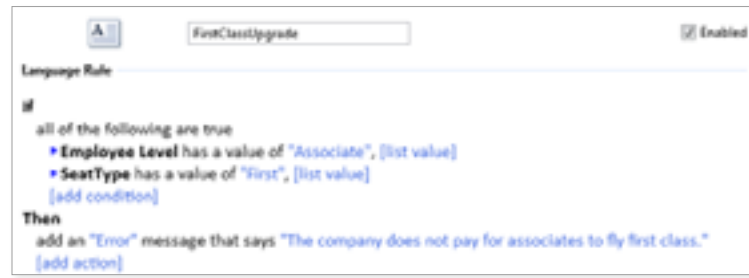 A
FirstClassUpgrade
Enabled
Language Rule
If
all of the following are true
Employee Level has a value of "Associate", [list value]
SeatType has a value of "First", [list value]
[add condition]
Then
add an "Error" message that says "The company does not pay for associates to fly first class."
[add action]